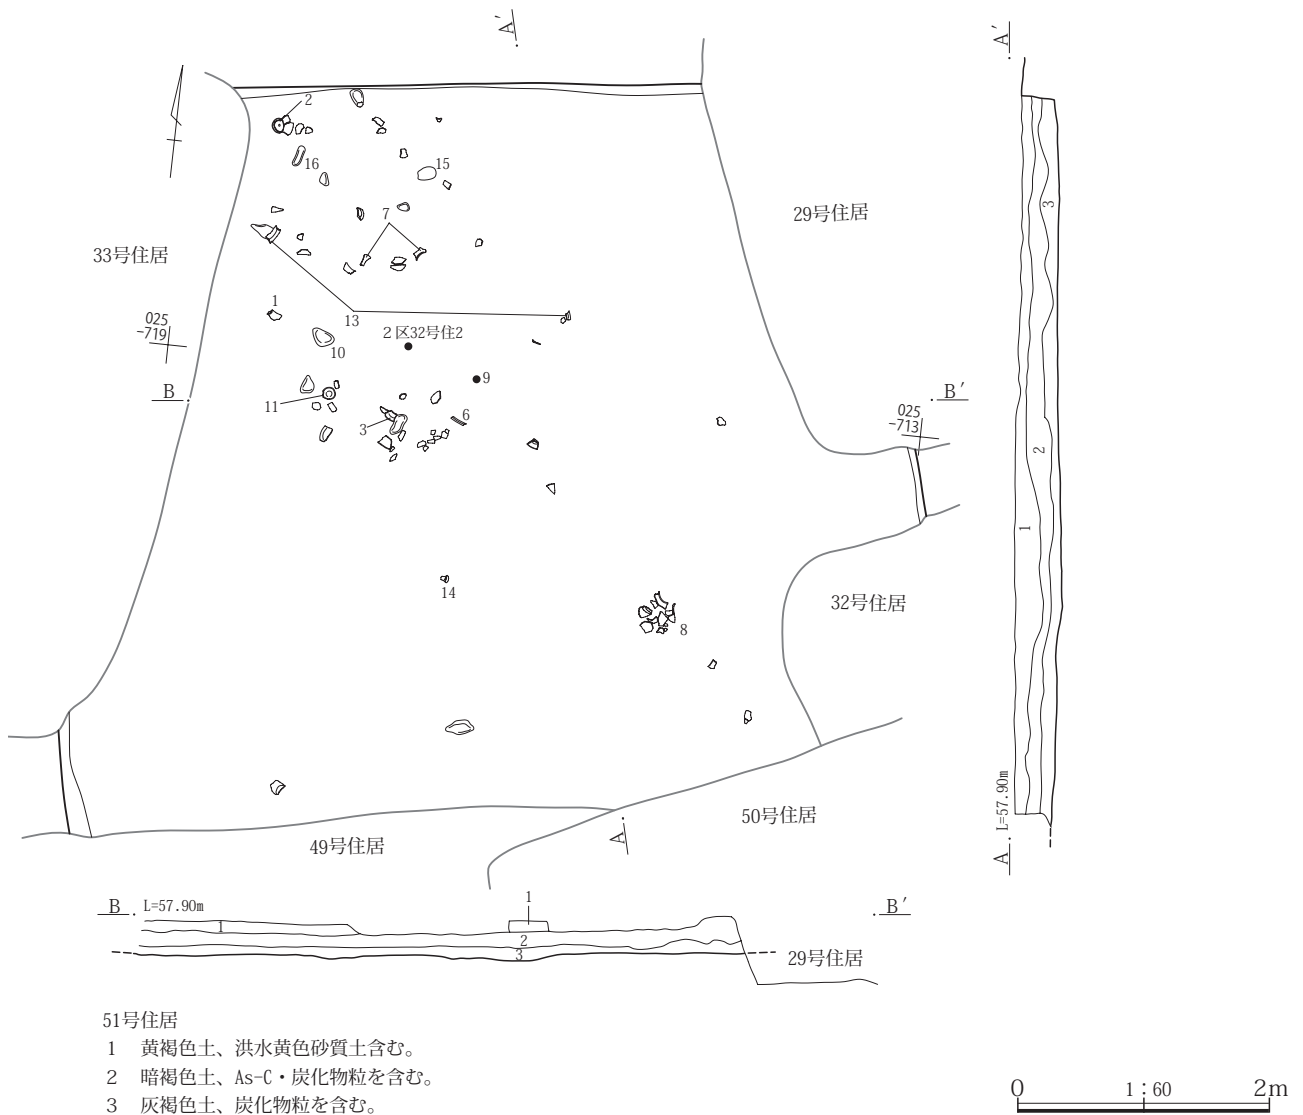 A′
A′
2
16
15
7
29号住居
3
33号住居
1
13
025
-719
2区32号住2
10
9
B
B′
11
6
025
-713
3
2
1
14
32号住居
8
L=57.90m
50号住居
49号住居
A
A
B
L=57.90m
1
B′
1
2
3
29号住居
51号住居
1　黄褐色土、洪水黄色砂質土含む。
2　暗褐色土、As-C・炭化物粒を含む。
3　灰褐色土、炭化物粒を含む。
0　1：60　2m